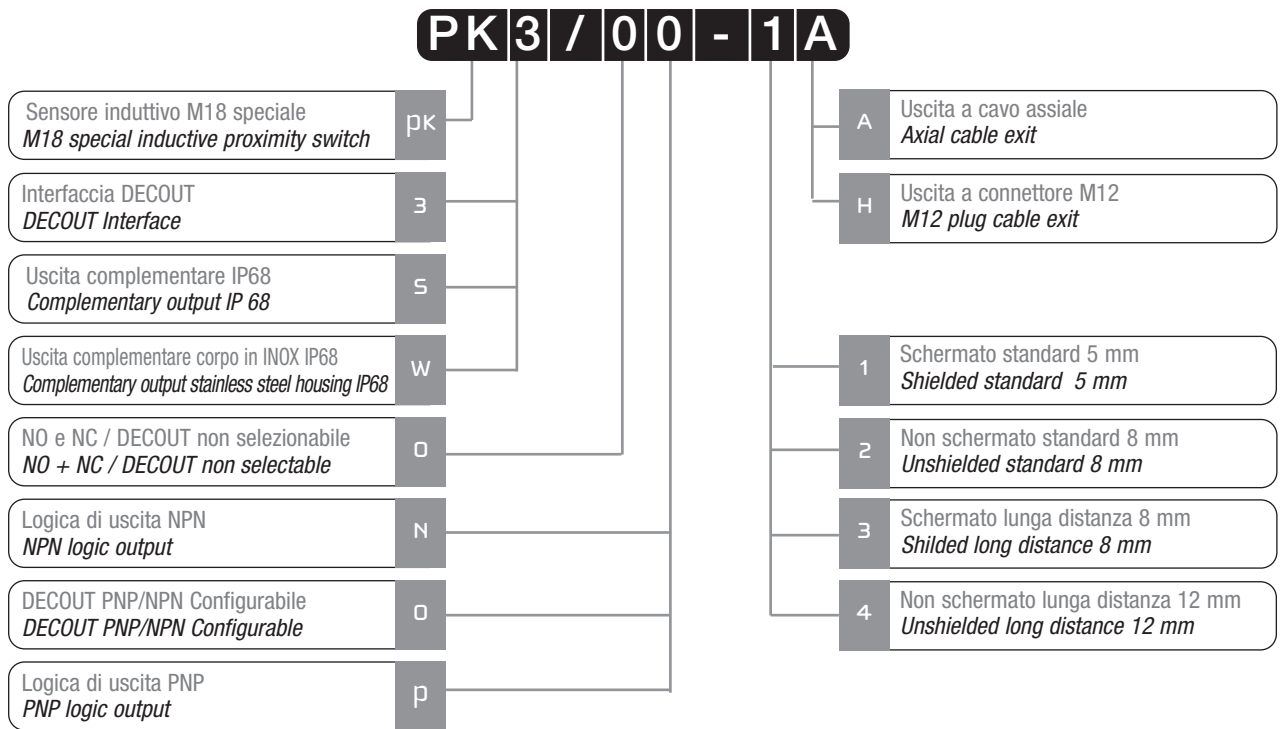 PK3/00-1A
Sensore induttivo M18 speciale
M18 special inductive proximity switch
pk
Interfaccia DECOUT
DECOUT Interface
3
Uscita complementare IP68
Complementary output IP 68
S
Uscita complementare corpo in INOX IP68
Complementary output stainless steel housing IP68
W
NO e NC / DECOUT non selezionabile
NO + NC / DECOUT non selectable
0
Logica di uscita NPN
NPN logic output
N
DECOUT PNP/NPN Configurabile
DECOUT PNP/NPN Configurable
0
Logica di uscita PNP
PNP logic output
p
A
Uscita a cavo assiale
Axial cable exit
H
Uscita a connettore M12
M12 plug cable exit
1
Schermato standard 5 mm
Shielded standard 5 mm
2
Non schermato standard 8 mm
Unshielded standard 8 mm
3
Schermato lunga distanza 8 mm
Shilded long distance 8 mm
4
Non schermato lunga distanza 12 mm
Unshielded long distance 12 mm